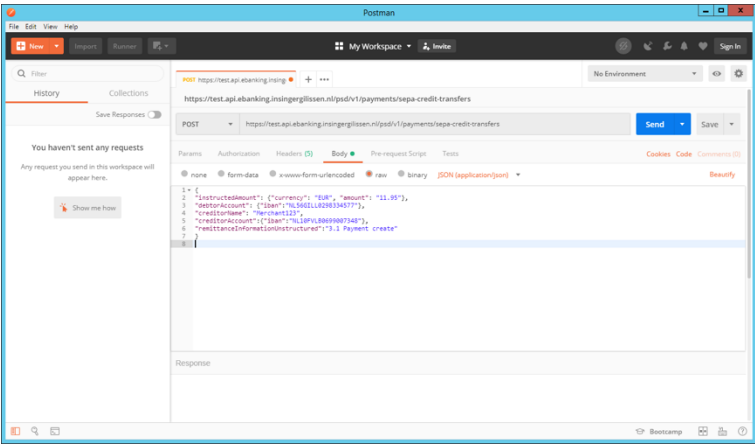 Postman
File Edit View Help
New Import Runner My Workspace Invite Sign In
Filter
History Collections
Save Responses
You haven't sent any requests
Any request you send in this workspace will
appear here.
Show me how
POST https://test.api.ebanking.insing
No Environment
https://test.api.ebanking.insingergilissen.nl/psd/v1/payments/sepa-credit-transfers
POST https://test.api.ebanking.insingergilissen.nl/psd/v1/payments/sepa-credit-transfers Send Save
Params Authorization Headers (5) Body Pre-request Script Tests Cookies Code Comments (0)
none form-data x-www-form-urlencoded raw binary JSON (application/json) Beautify
1 {
2 "instructedAmount": {"currency": "EUR", "amount": "11.95"},
3 "debtorAccount": {"iban":"NL56GILL0298334577"},
4 "creditorName": "Merchant123",
5 "creditorAccount":{"iban":"NL10FVLB0699007348"},
6 "remittanceInformationUnstructured":"3.1 Payment create"
7 }
8
Response
Bootcamp